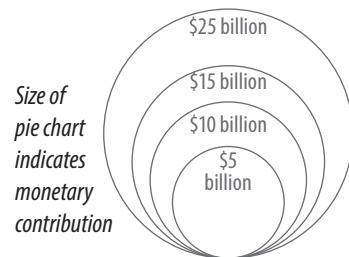 $25 billion
$15 billion
$10 billion
$5
billion
Size of
pie chart
indicates
monetary
contribution